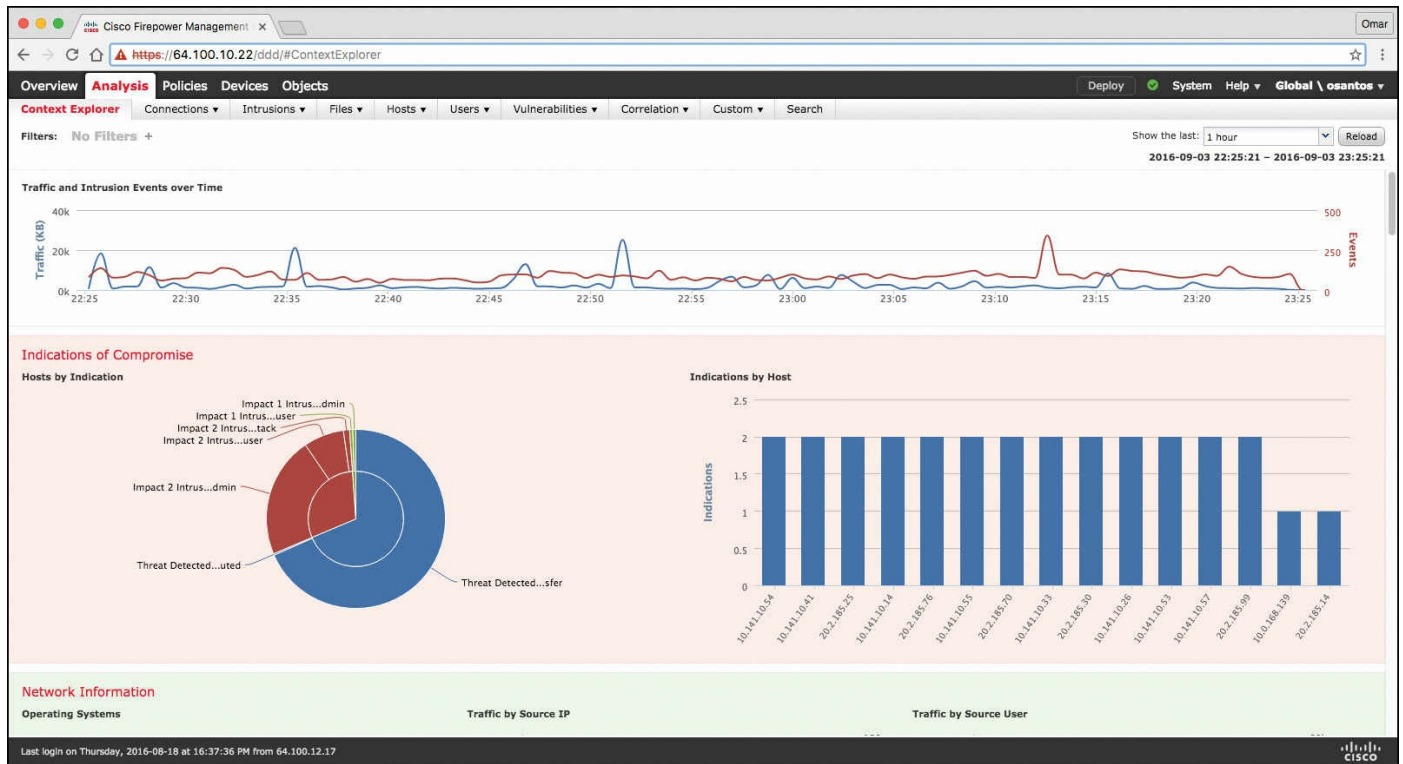 Cisco Firepower Management
Omar
https://64.100.10.22/ddd/#ContextExplorer
Overview Analysis Policies Devices Objects Deploy System Help Global \ osantos
Context Explorer Connections Intrusions Files Hosts Users Vulnerabilities Correlation Custom Search
Filters: No Filters + Show the last: 1 hour Reload
2016-09-03 22:25:21 – 2016-09-03 23:25:21
Traffic and Intrusion Events over Time
Traffic (KB)
40k
20k
0k
500
250
0
Events
22:25 22:30 22:35 22:40 22:45 22:50 22:55 23:00 23:05 23:10 23:15 23:20 23:25
Indications of Compromise
Hosts by Indication
Impact 1 Intrus...dmin
Impact 1 Intrus...user
Impact 2 Intrus...tack
Impact 2 Intrus...user
Impact 2 Intrus...dmin
Threat Detected...uted
Threat Detected...sfer
Indications by Host
Indications
2.5
2
1.5
1
0.5
0
10.141.10.54 10.141.10.41 20.2.185.25 10.141.10.14 20.2.185.76 10.141.10.55 20.2.185.70 10.141.10.33 20.2.185.30 10.141.10.26 10.141.10.53 10.141.10.57 20.2.185.99 10.0.168.139 20.2.185.14
Network Information
Operating Systems Traffic by Source IP Traffic by Source User
Last login on Thursday, 2016-08-18 at 16:37:36 PM from 64.100.12.17
CISCO